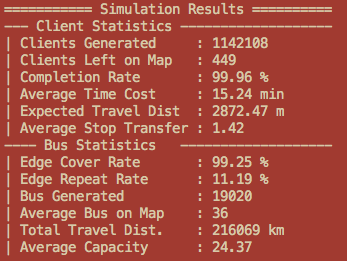 =========== Simulation Results ==========
--- Client Statistics -------------------
| Clients Generated     : 1142108
| Clients Left on Map   : 449
| Completion Rate       : 99.96 %
| Average Time Cost     : 15.24 min
| Expected Travel Dist  : 2872.47 m
| Average Stop Transfer : 1.42
---- Bus Statistics   -------------------
| Edge Cover Rate       : 99.25 %
| Edge Repeat Rate      : 11.19 %
| Bus Generated         : 19020
| Average Bus on Map    : 36
| Total Travel Dist.    : 216069 km
| Average Capacity      : 24.37